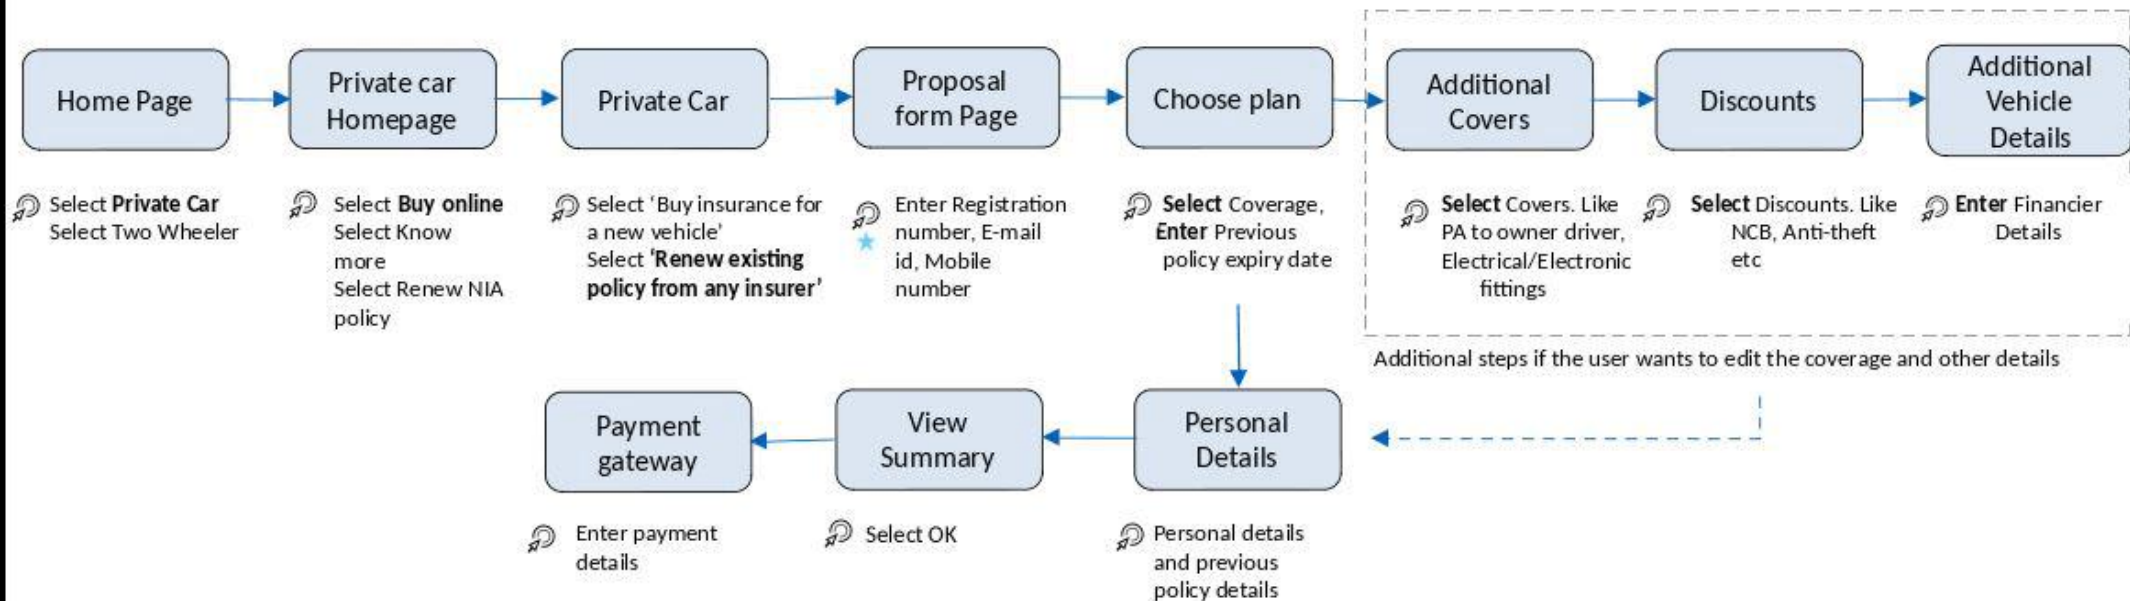 Home Page
Private car
Homepage
Private Car
Proposal
form Page
Choose plan
Additional
Covers
Discounts
Additional
Vehicle
Details
Select Private Car
Select Two Wheeler
Select Buy online
Select Know
more
Select Renew NIA
policy
Select ‘Buy insurance for
a new vehicle’
Select ‘Renew existing
policy from any insurer’
Enter Registration
number, E-mail
id, Mobile
number
Select Coverage,
Enter Previous
policy expiry date
Select Covers. Like
PA to owner driver,
Electrical/Electronic
fittings
Select Discounts. Like
NCB, Anti-theft
etc
Enter Financier
Details
Additional steps if the user wants to edit the coverage and other details
Payment
gateway
View
Summary
Personal
Details
Enter payment
details
Select OK
Personal details
and previous
policy details